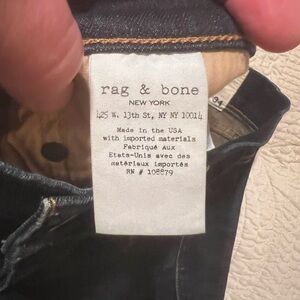 rag & bone
NEW YORK
425 W. 13th St, NY NY 10014
Made in the USA
with imported materials
Fabriqué Aux
Etats-Unis avec des
matériaux importés
RN # 108879